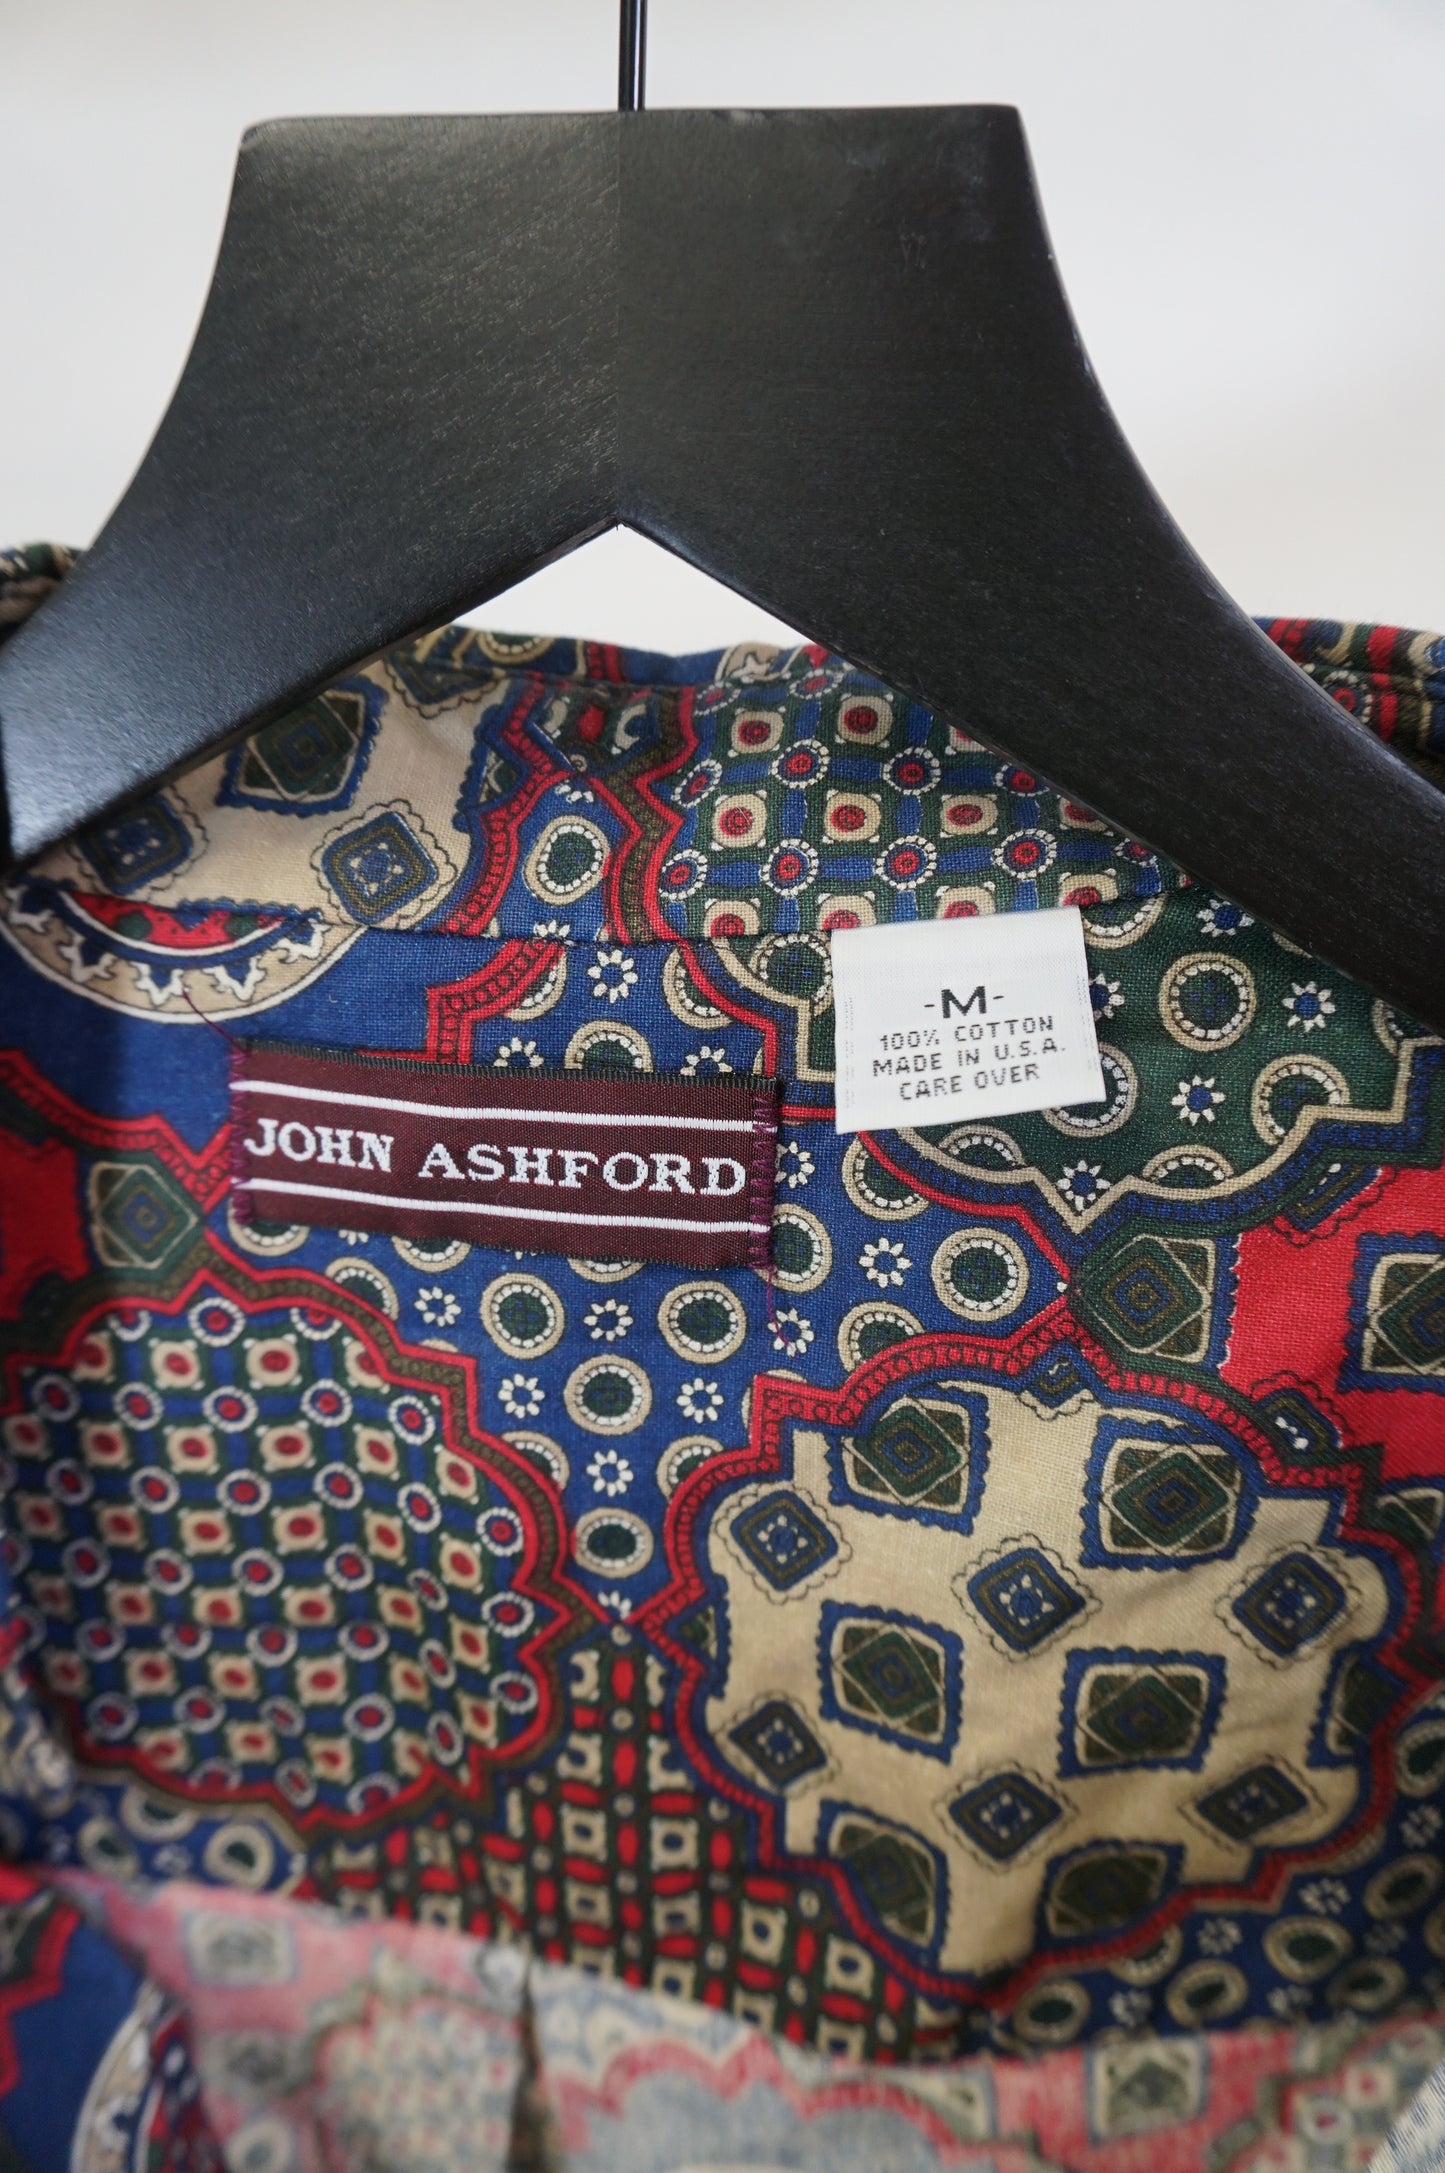 JOHN ASHFORD
-M-
100% COTTON
MADE IN U.S.A.
CARE OVER